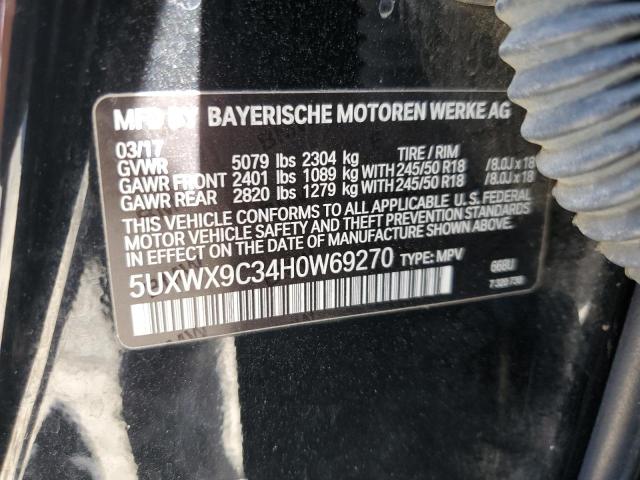 MFD BY BAYERISCHE MOTOREN WERKE AG
03/17 TIRE / RIM
GVWR 5079 lbs 2304 kg
GAWR FRONT 2401 lbs 1089 kg WITH 245/50 R18 /8.0J x 18
GAWR REAR 2820 lbs 1279 kg WITH 245/50 R18 /8.0J x 18
THIS VEHICLE CONFORMS TO ALL APPLICABLE U.S. FEDERAL
MOTOR VEHICLE SAFETY AND THEFT PREVENTION STANDARDS
IN EFFECT ON THE DATE OF MANUFACTURE SHOWN ABOVE.
5UXWX9C34H0W69270 TYPE: MPV 668U